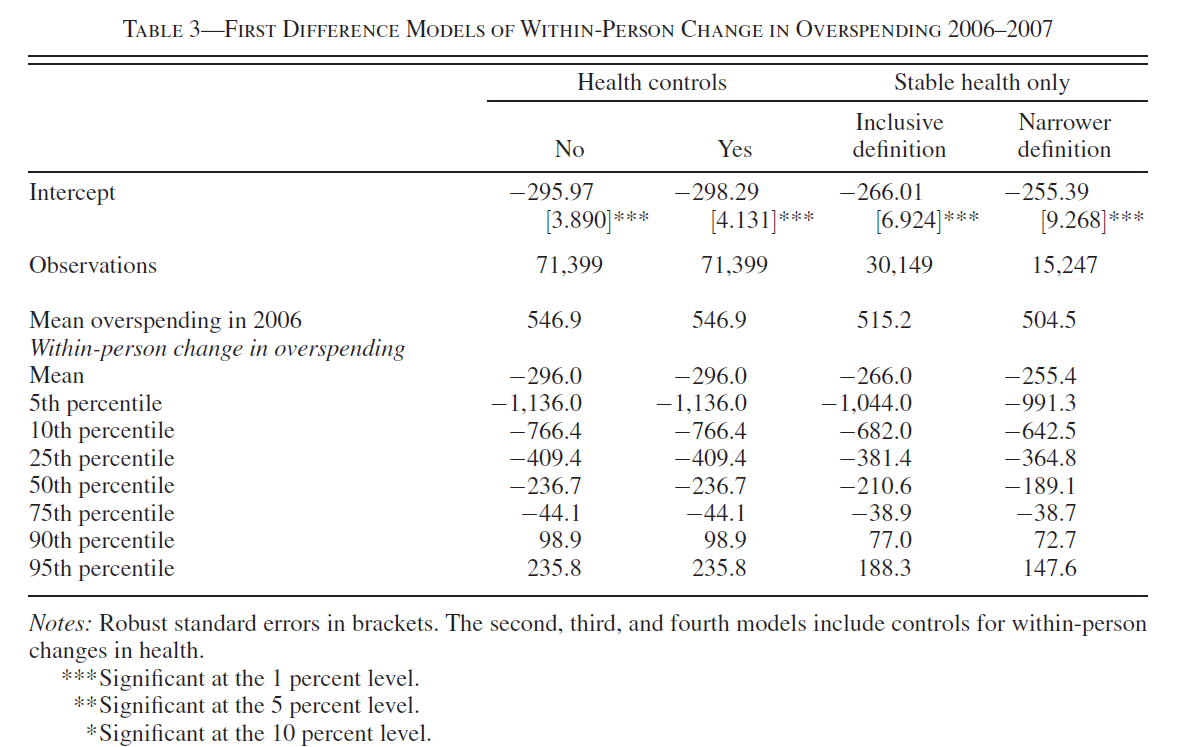 TABLE 3—FIRST DIFFERENCE MODELS OF WITHIN-PERSON CHANGE IN OVERSPENDING 2006–2007
Health controls Stable health only
No Yes Inclusive definition Narrower definition
Intercept −295.97 −298.29 −266.01 −255.39
[3.890]*** [4.131]*** [6.924]*** [9.268]***
Observations 71,399 71,399 30,149 15,247
Mean overspending in 2006 546.9 546.9 515.2 504.5
Within-person change in overspending
Mean −296.0 −296.0 −266.0 −255.4
5th percentile −1,136.0 −1,136.0 −1,044.0 −991.3
10th percentile −766.4 −766.4 −682.0 −642.5
25th percentile −409.4 −409.4 −381.4 −364.8
50th percentile −236.7 −236.7 −210.6 −189.1
75th percentile −44.1 −44.1 −38.9 −38.7
90th percentile 98.9 98.9 77.0 72.7
95th percentile 235.8 235.8 188.3 147.6
Notes: Robust standard errors in brackets. The second, third, and fourth models include controls for within-person
changes in health.
***Significant at the 1 percent level.
**Significant at the 5 percent level.
*Significant at the 10 percent level.